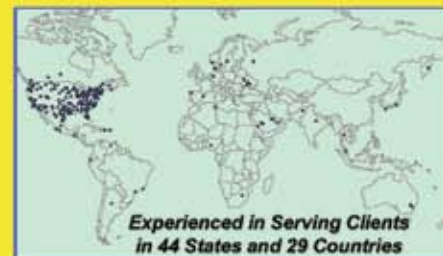 Experienced in Serving Clients
in 44 States and 29 Countries